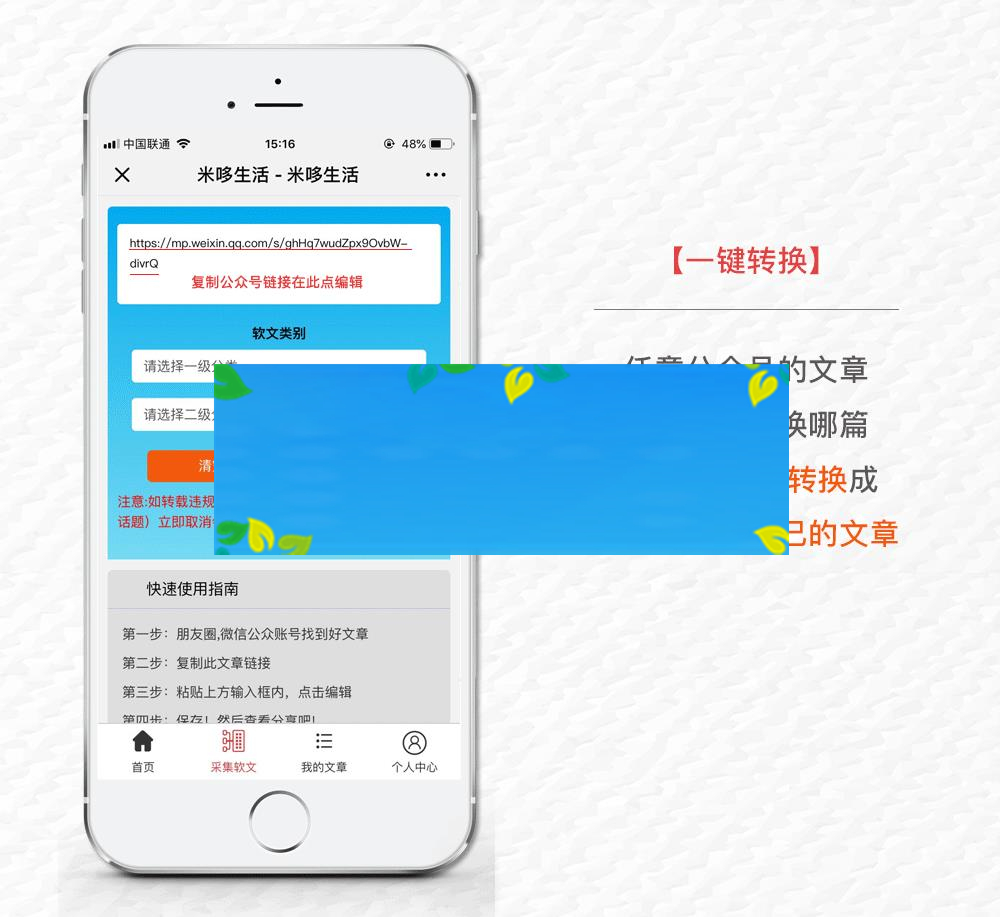 中国联通
15:16
48%
米哆生活 - 米哆生活
https://mp.weixin.qq.com/s/ghHq7wudZpx9OvbW-
divrQ
复制公众号链接在此点编辑
软文类别
请选择一级分类
请选择二级
清
注意:如转载违规
话题）立即取消
快速使用指南
第一步：朋友圈,微信公众账号找到好文章
第二步：复制此文章链接
第三步：粘贴上方输入框内，点击编辑
第四步：保存！然后查看分享吧!
首页
采集软文
我的文章
个人中心
【一键转换】
任意公众号的文章
换哪篇
转换成
己的文章